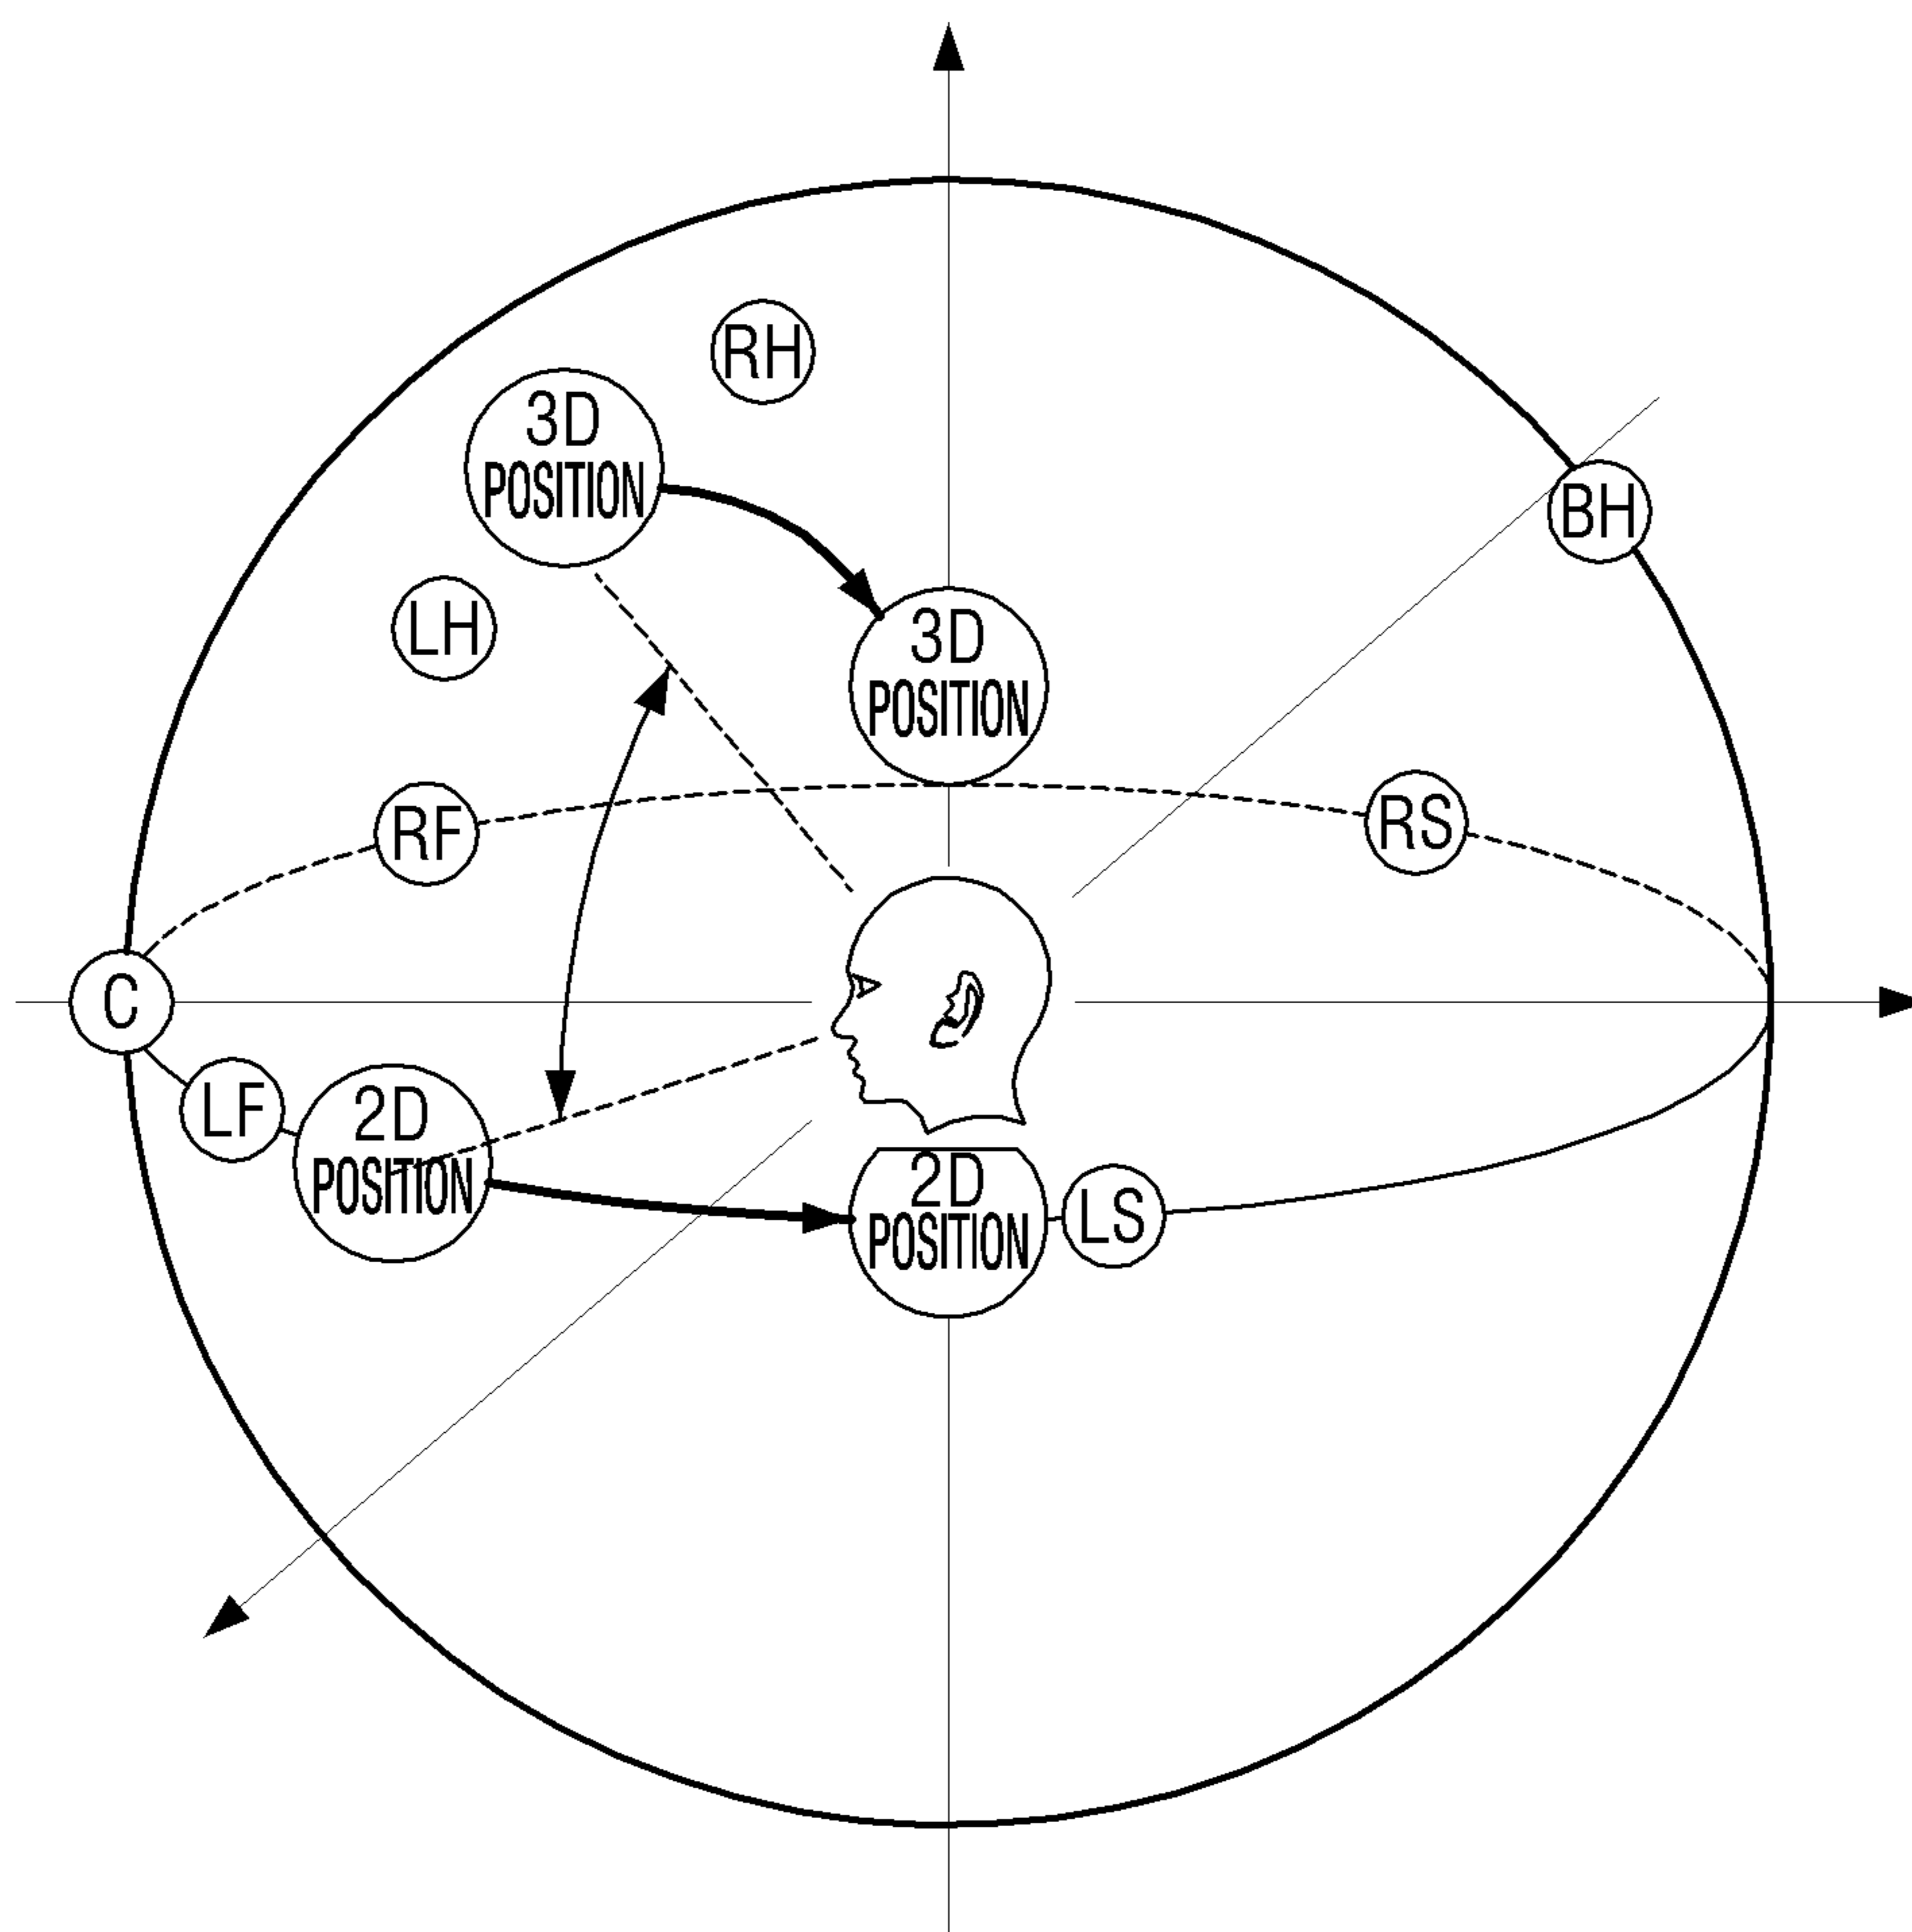 RH
3D
POSITION
BH
LH
3D
POSITION
RF
RS
C
LF
2D
POSITION
2D
POSITION
LS